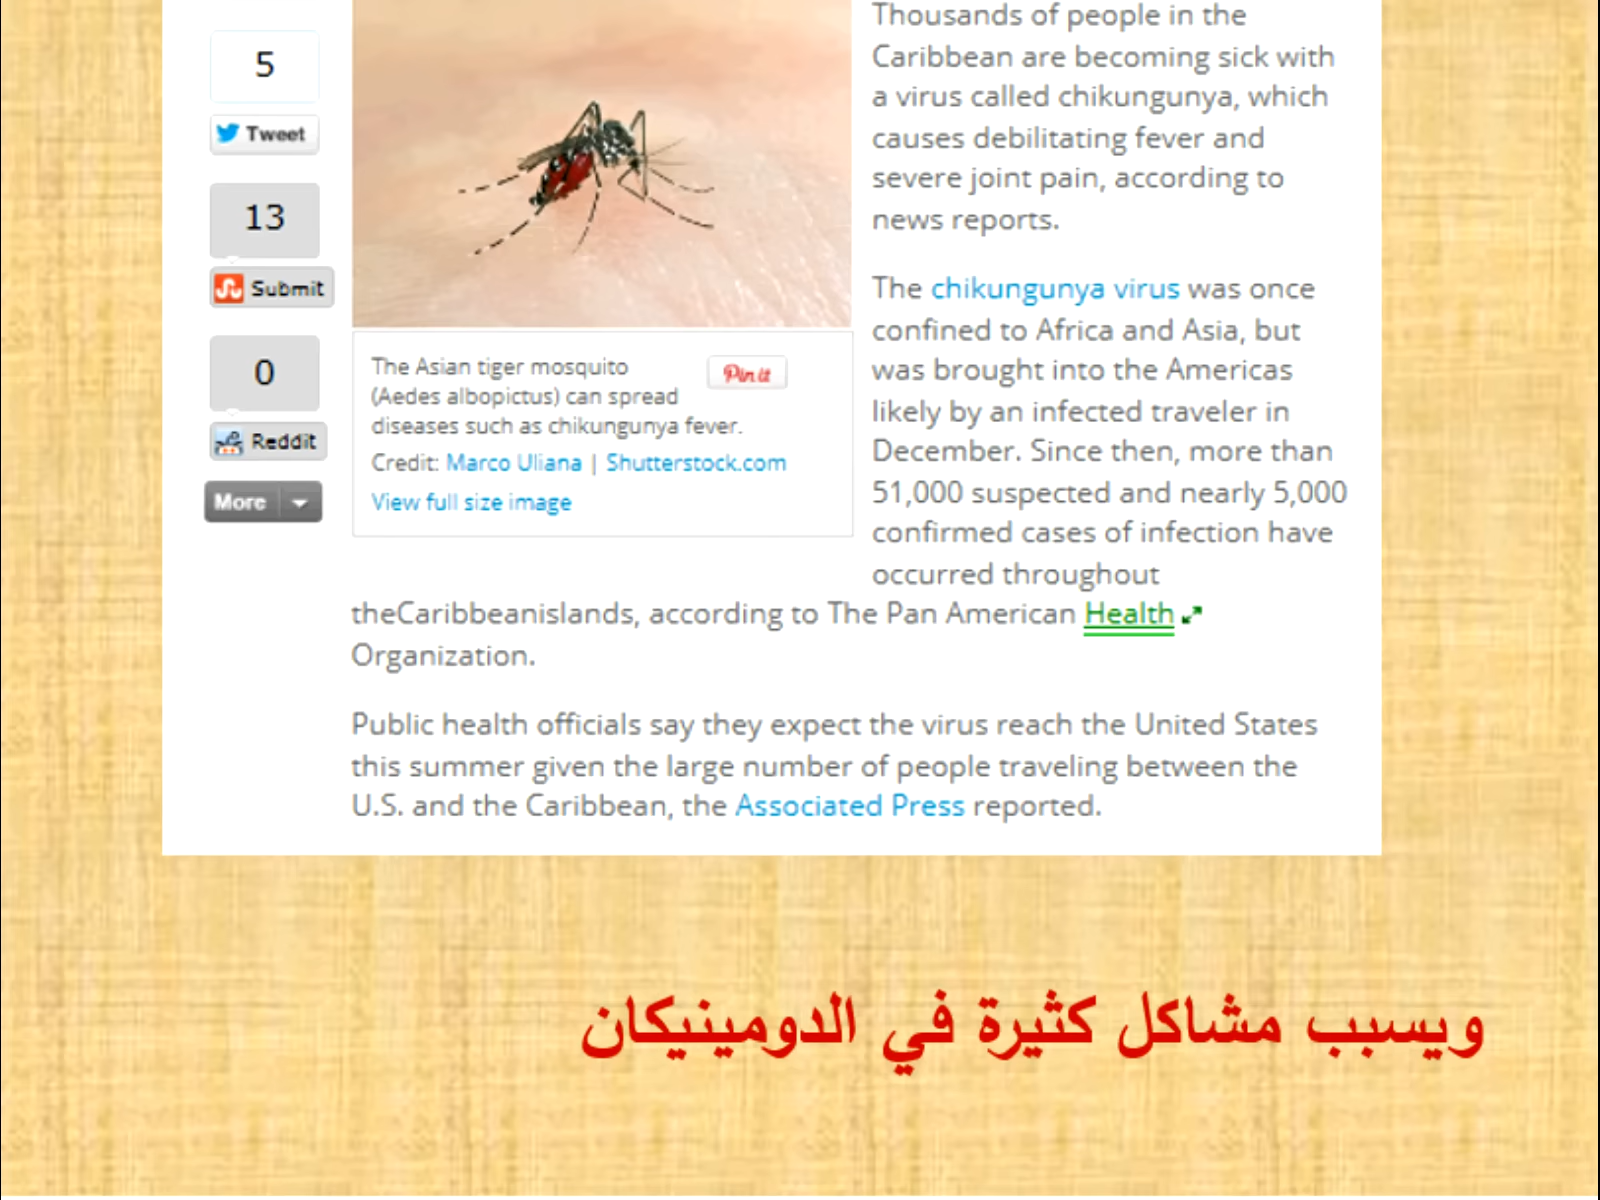 5
Tweet
13
Submit
0
Reddit
More
The Asian tiger mosquito
(Aedes albopictus) can spread
diseases such as chikungunya fever.
Pin it
Credit: Marco Uliana | Shutterstock.com
View full size image
Thousands of people in the
Caribbean are becoming sick with
a virus called chikungunya, which
causes debilitating fever and
severe joint pain, according to
news reports.
The chikungunya virus was once
confined to Africa and Asia, but
was brought into the Americas
likely by an infected traveler in
December. Since then, more than
51,000 suspected and nearly 5,000
confirmed cases of infection have
occurred throughout
theCaribbeanislands, according to The Pan American Health
Organization.
Public health officials say they expect the virus reach the United States
this summer given the large number of people traveling between the
U.S. and the Caribbean, the Associated Press reported.
ويسبب مشاكل كثيرة في الدومينيكان